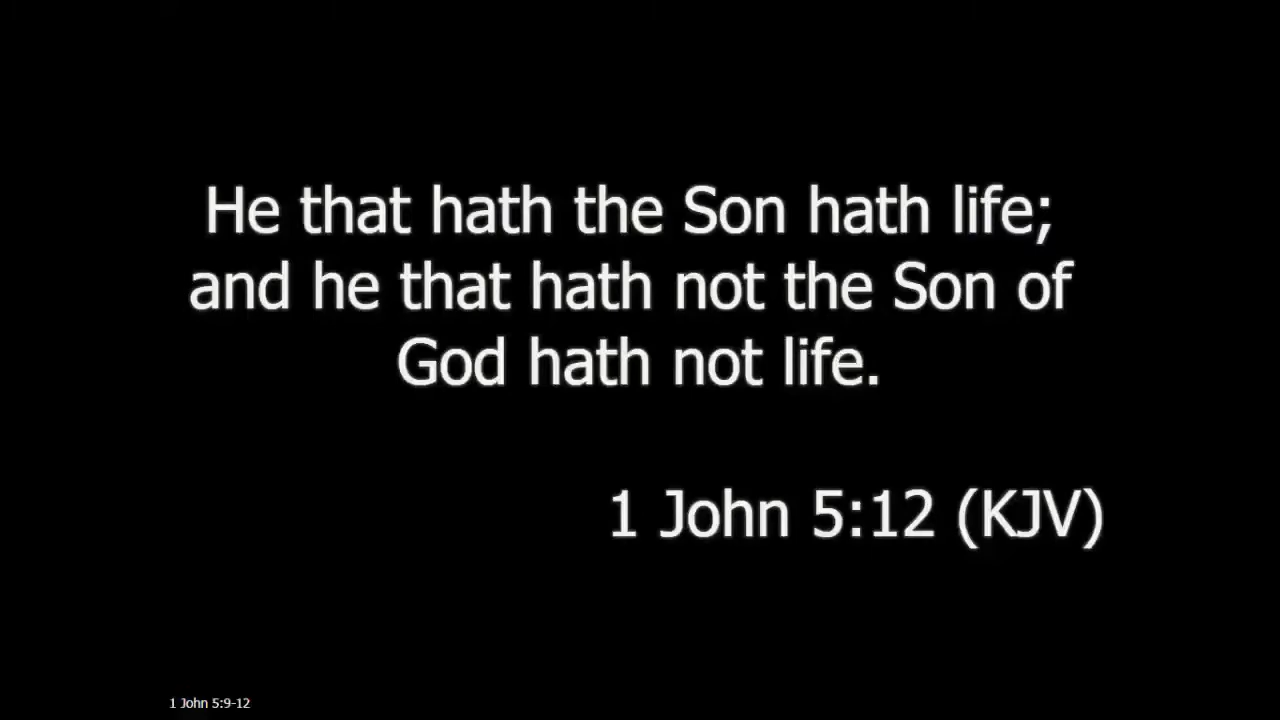 He that hath the Son hath life;
and he that hath not the Son of
God hath not life.
1 John 5:12 (KJV)
1 John 5:9-12